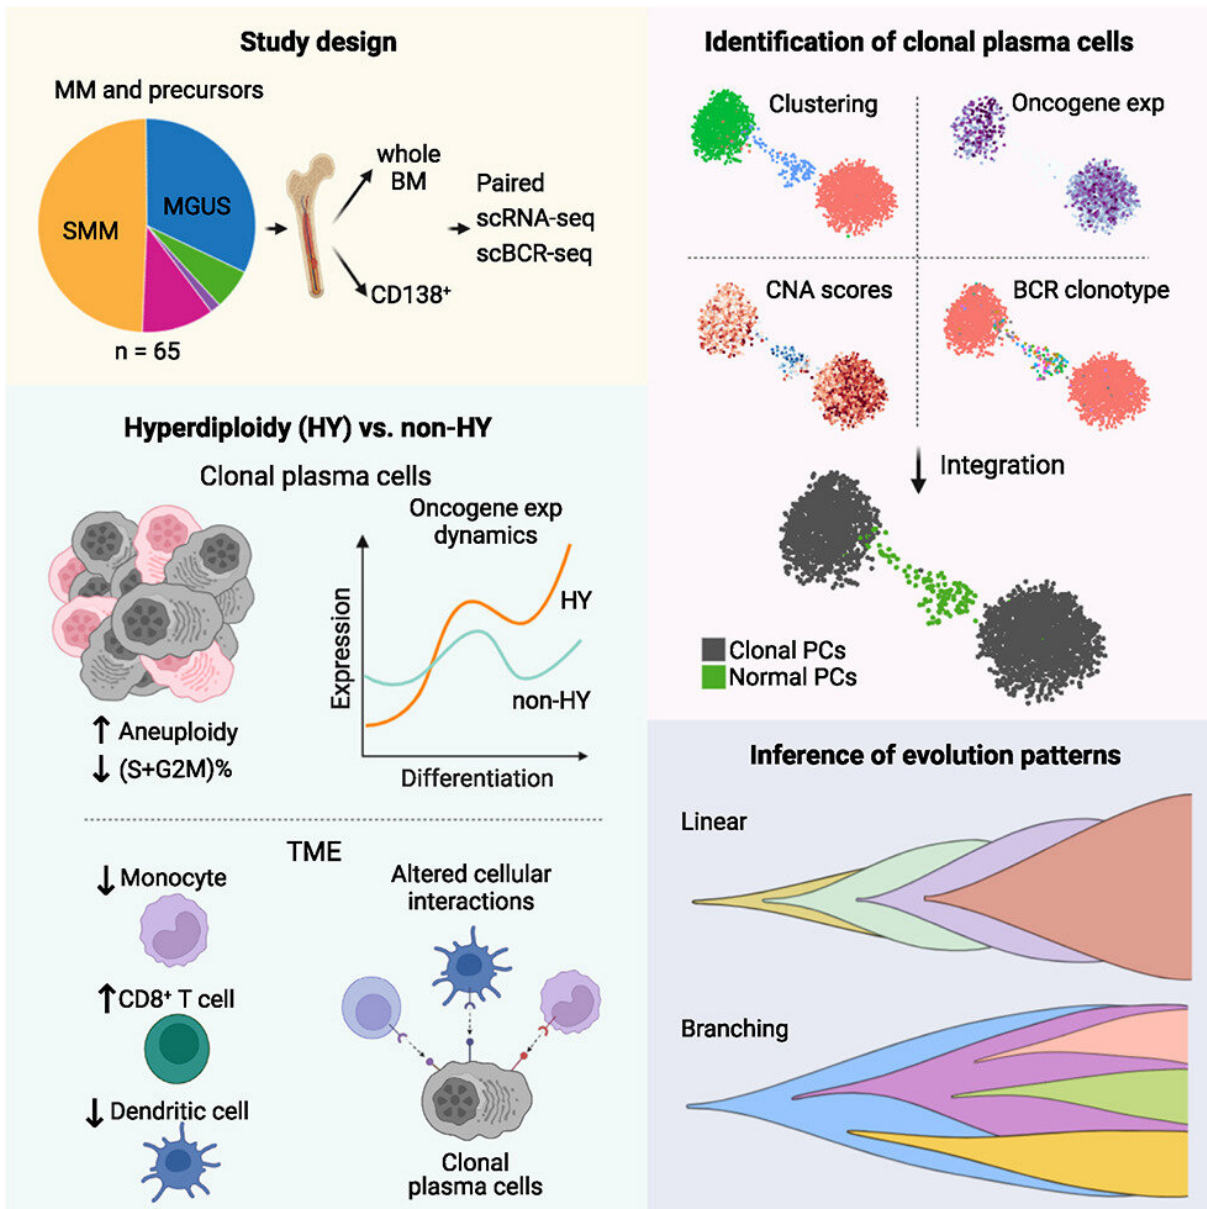 Study design
MM and precursors
SMM
MGUS
n = 65
whole
BM
CD138⁺
Paired
scRNA-seq
scBCR-seq
Identification of clonal plasma cells
Clustering
Oncogene exp
CNA scores
BCR clonotype
Integration
Clonal PCs
Normal PCs
Hyperdiploidy (HY) vs. non-HY
Clonal plasma cells
↑ Aneuploidy
↓ (S+G2M)%
Oncogene exp
dynamics
Expression
HY
non-HY
Differentiation
TME
↓ Monocyte
↑ CD8⁺ T cell
↓ Dendritic cell
Altered cellular
interactions
Clonal
plasma cells
Inference of evolution patterns
Linear
Branching